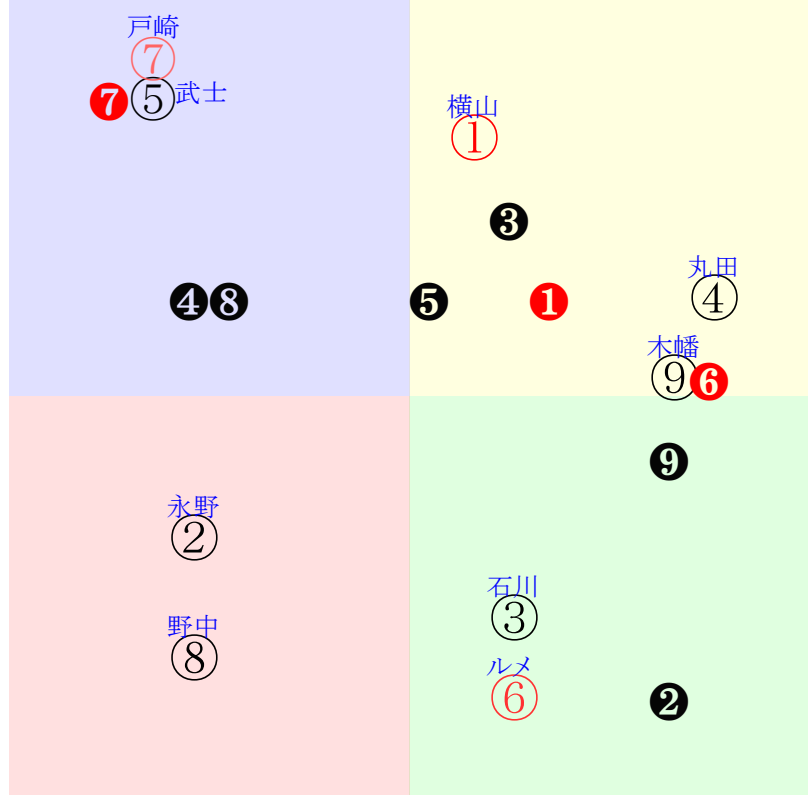 戸崎
⑦
❼⑤武士
横山
①
❸
❹❽ ❺ ❶
丸田
④
木幡
⑨❻
❾
永野
②
石川
③
野中
⑧
ルメ
⑥ ❷